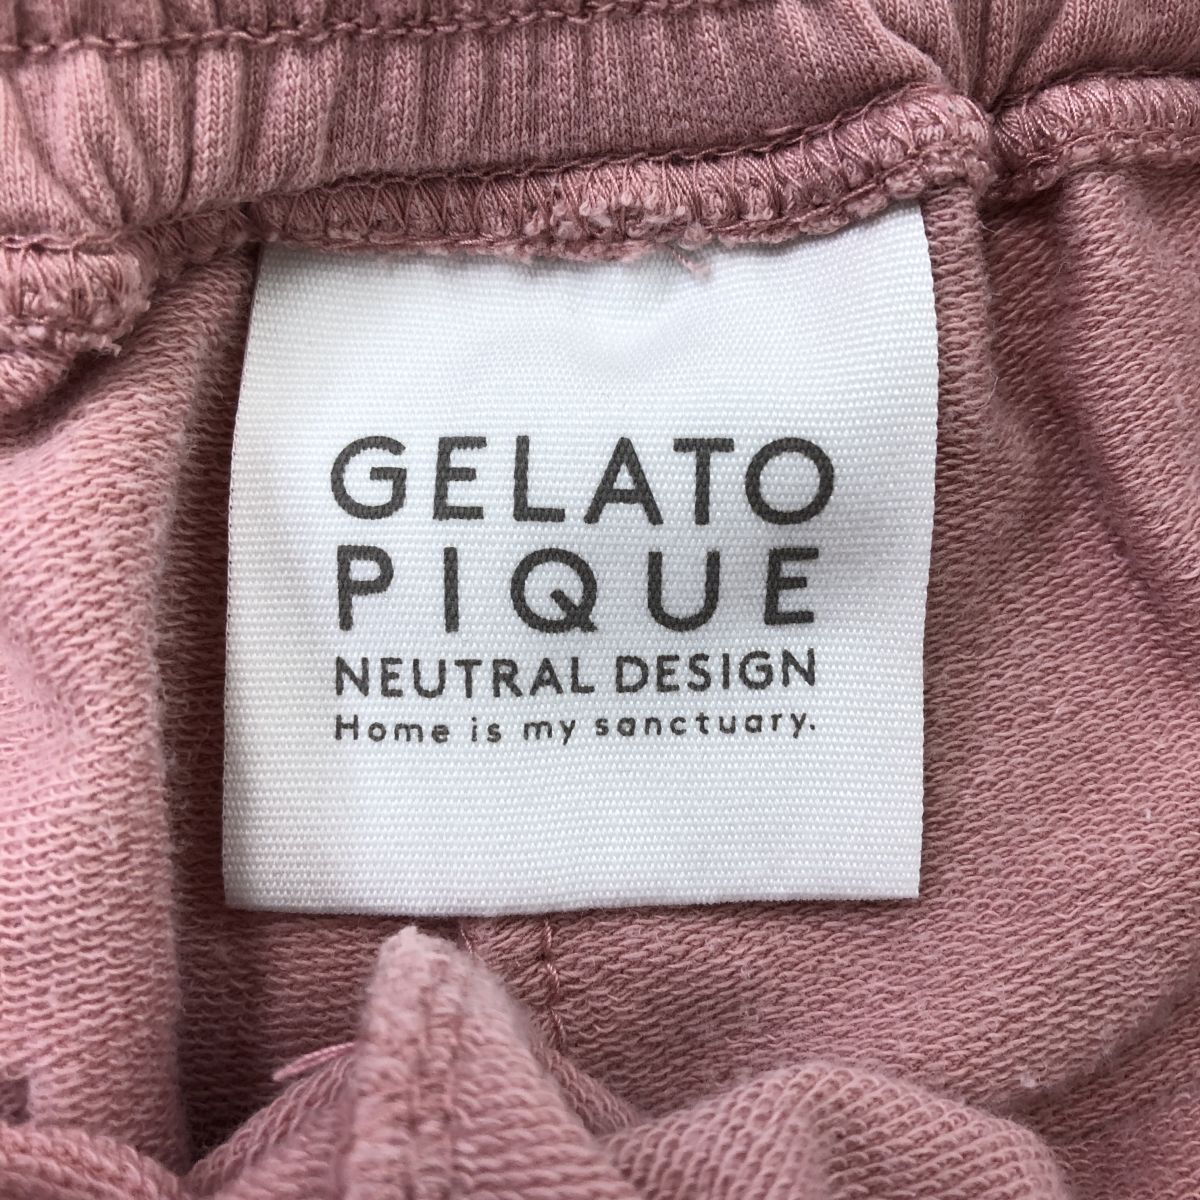 GELATO
PIQUE
NEUTRAL DESIGN
Home is my sanctuary.